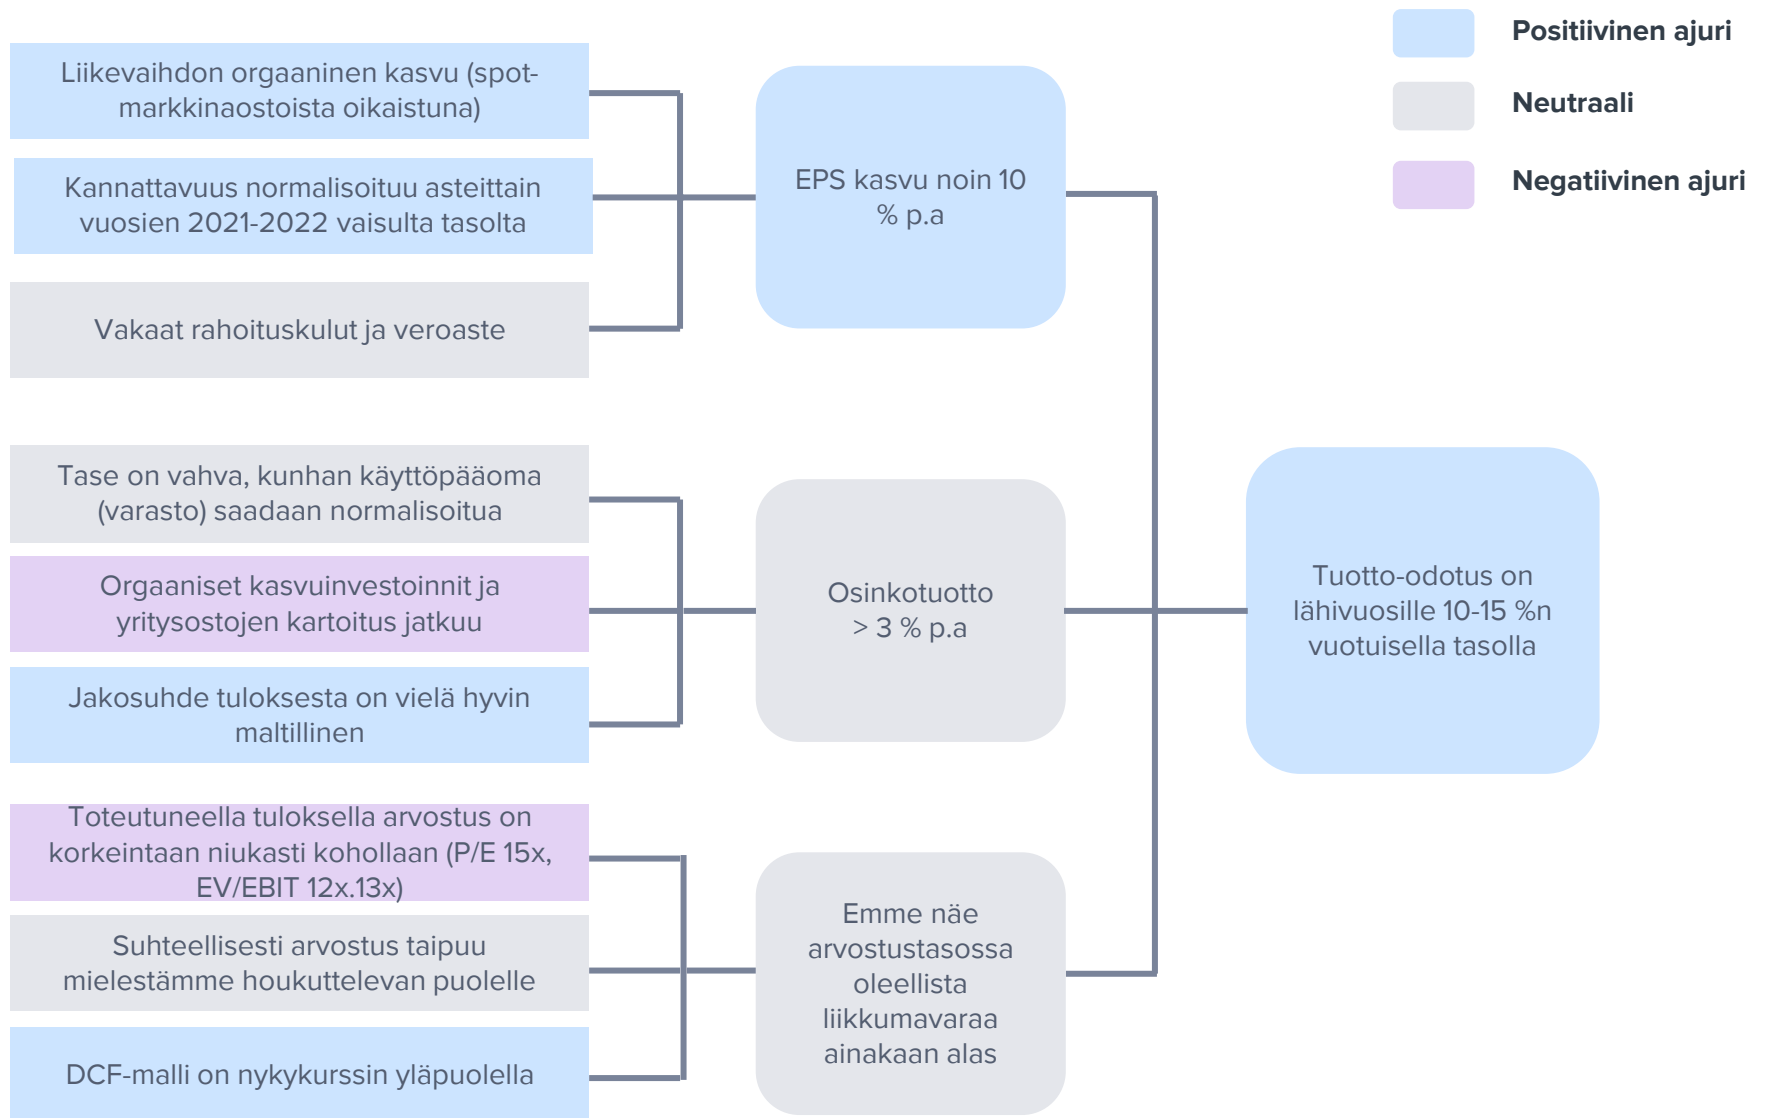 Positiivinen ajuri
Neutraali
Negatiivinen ajuri
Liikevaihdon orgaaninen kasvu (spot-
markkinaostoista oikaistuna)
Kannattavuus normalisoituu asteittain
vuosien 2021-2022 vaisulta tasolta
Vakaat rahoituskulut ja veroaste
EPS kasvu noin 10
% p.a
Tase on vahva, kunhan käyttöpääoma
(varasto) saadaan normalisoitua
Orgaaniset kasvuinvestoinnit ja
yritysostojen kartoitus jatkuu
Jakosuhde tuloksesta on vielä hyvin
maltillinen
Osinkotuotto
> 3 % p.a
Toteutuneella tuloksella arvostus on
korkeintaan niukasti kohollaan (P/E 15x,
EV/EBIT 12x.13x)
Suhteellisesti arvostus taipuu
mielestämme houkuttelevan puolelle
DCF-malli on nykykurssin yläpuolella
Emme näe
arvostustasossa
oleellista
liikkumavaraa
ainakaan alas
Tuotto-odotus on
lähivuosille 10-15 %n
vuotuisella tasolla